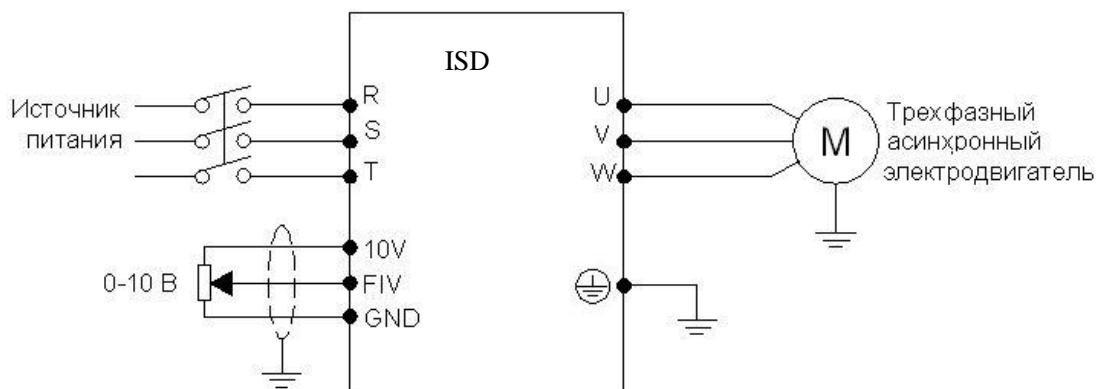 ISD
Источник
питания
R
S
T
U
V
W
M
Трехфазный
асинхронный
электродвигатель
0-10 В
10V
FIV
GND